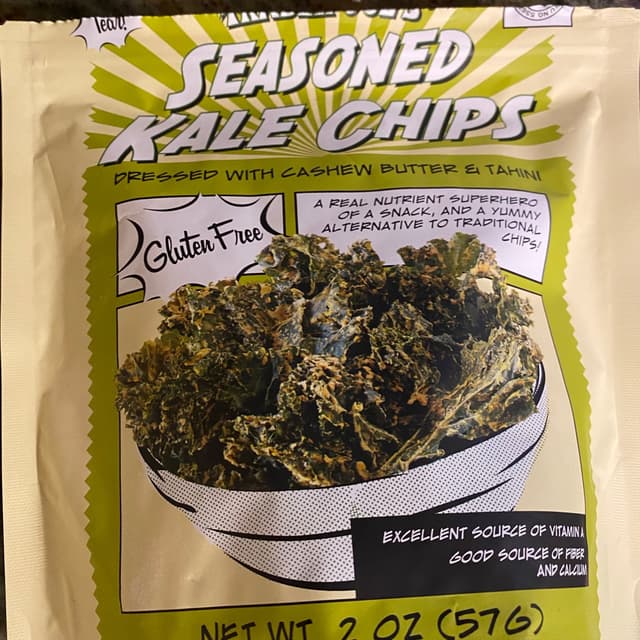 Tear!
SEASONED
KALE CHIPS
DRESSED WITH CASHEW BUTTER & TAHINI
Gluten Free
A REAL NUTRIENT SUPERHERO
OF A SNACK, AND A YUMMY
ALTERNATIVE TO TRADITIONAL
CHIPS!
EXCELLENT SOURCE OF VITAMIN A
GOOD SOURCE OF FIBER
AND CALCIUM
NET WT. 2 OZ (57G)